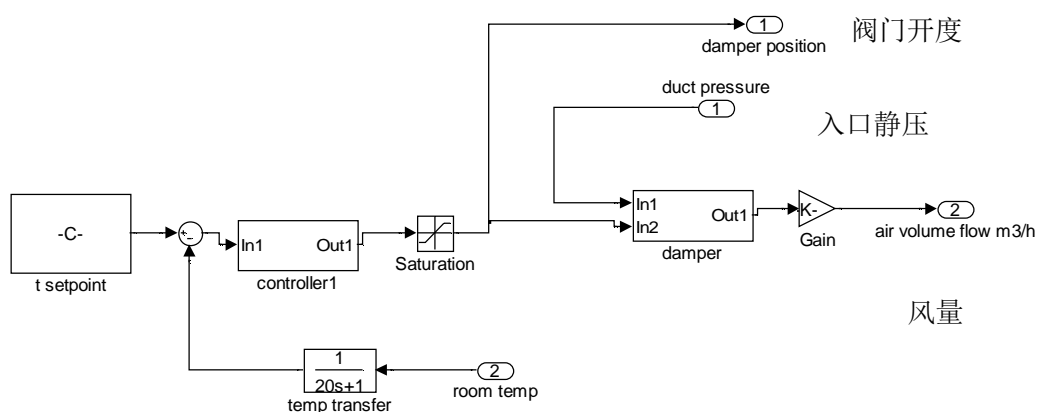 1
damper position
阀门开度
duct pressure
1
入口静压
-C-
t setpoint
+
-
In1
Out1
controller1
Saturation
In1
In2
Out1
damper
K-
Gain
2
air volume flow m3/h
风量
1
20s+1
temp transfer
2
room temp